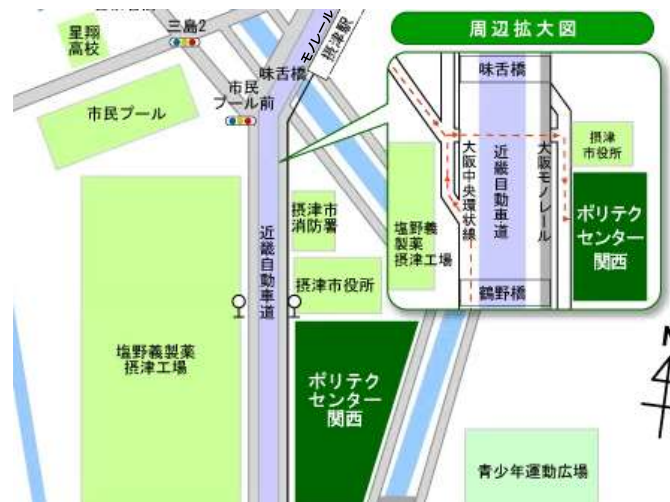 星翔
高校
三島2
モノレール
摂津駅
味舌橋
市民
プール前
市民プール
摂津市
消防署
摂津市役所
近畿自動車道
塩野義製薬
摂津工場
ポリテク
センター
関西
青少年運動広場
N
周辺拡大図
味舌橋
大阪中央環状線
近畿自動車道
大阪モノレール
摂津
市役所
塩野義
製薬
摂津工場
ポリテク
センター
関西
鶴野橋